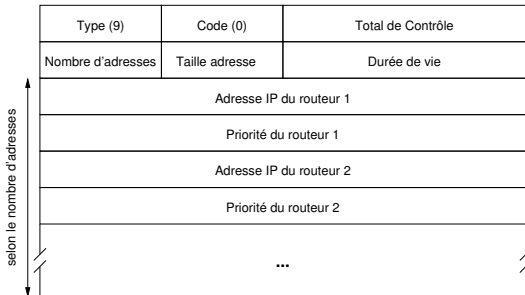 Type (9) Code (0) Total de Contrôle
Nombre d'adresses Taille adresse Durée de vie
Adresse IP du routeur 1
Priorité du routeur 1
Adresse IP du routeur 2
Priorité du routeur 2
...
selon le nombre d'adresses